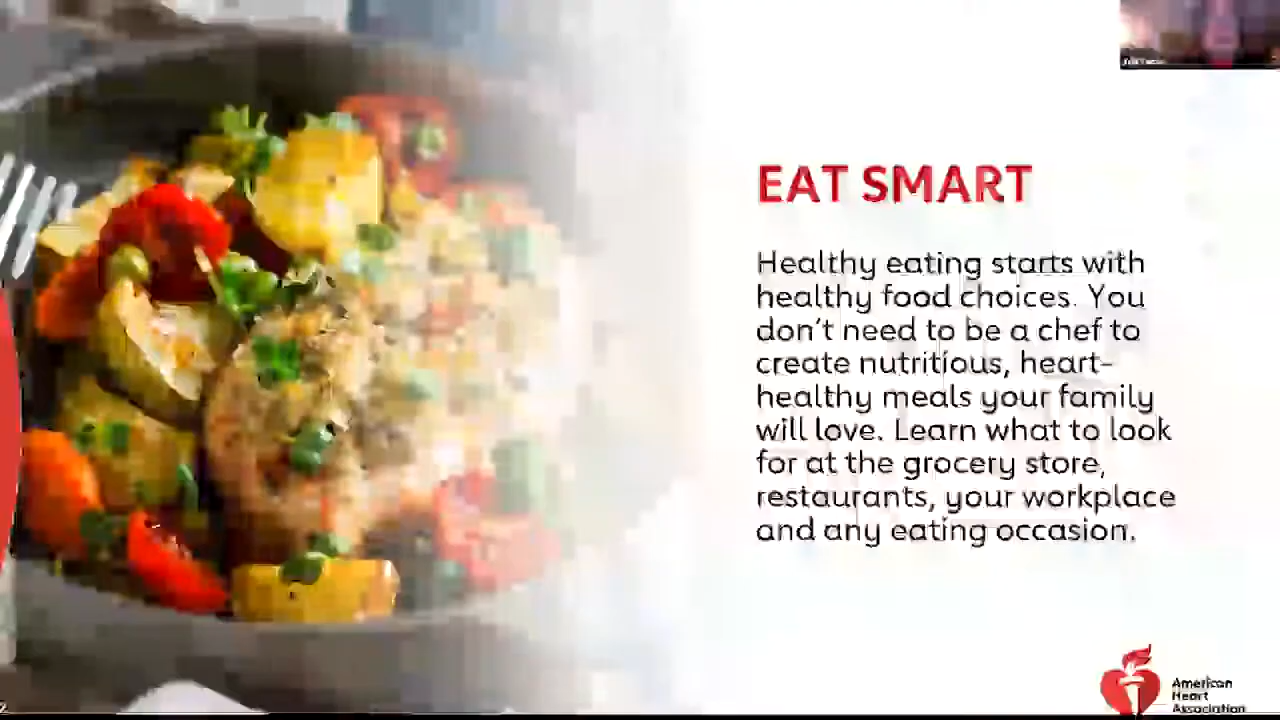 EAT SMART
Healthy eating starts with
healthy food choices. You
don't need to be a chef to
create nutritious, heart-
healthy meals your family
will love. Learn what to look
for at the grocery store,
restaurants, your workplace
and any eating occasion.
American
Heart
Association